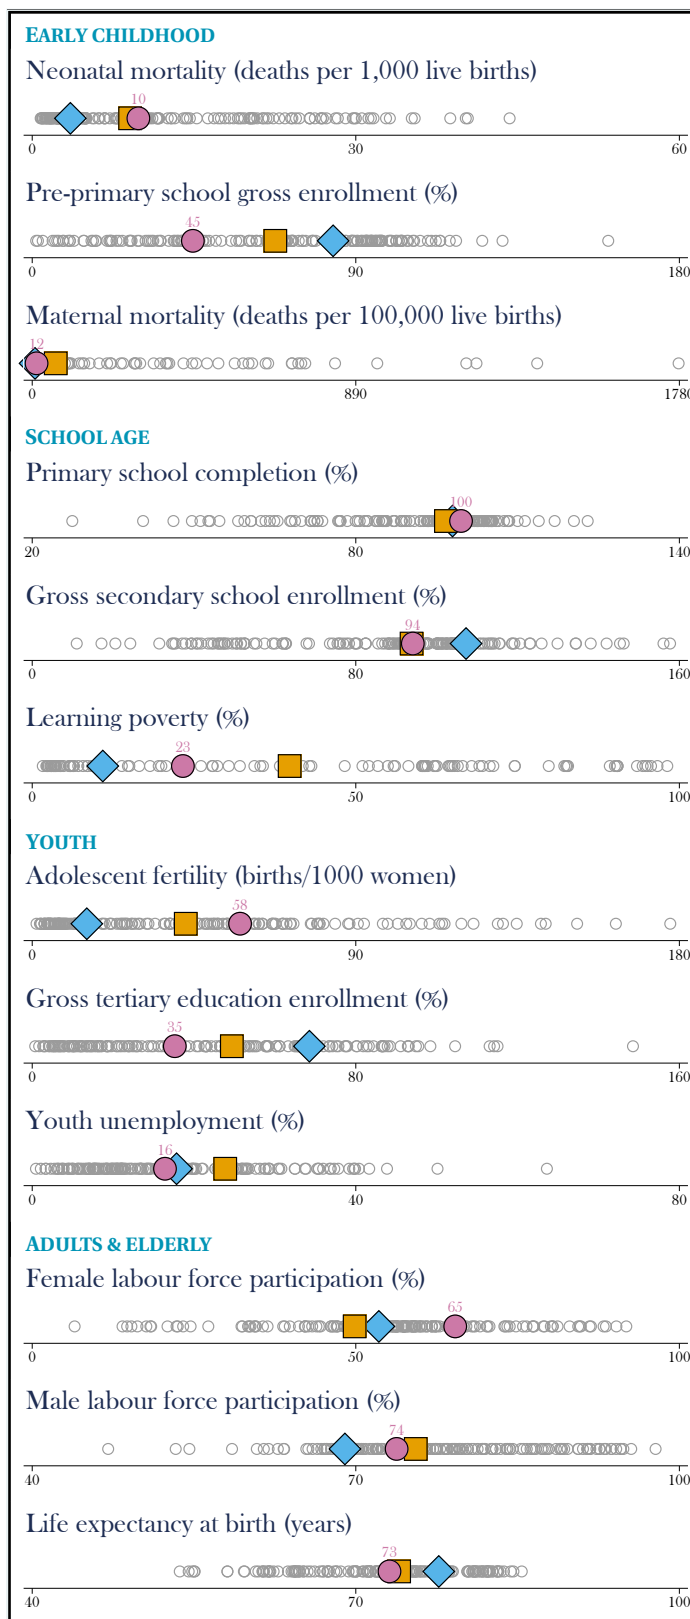 EARLY CHILDHOOD
Neonatal mortality (deaths per 1,000 live births)
10
0 30 60
Pre-primary school gross enrollment (%)
45
0 90 180
Maternal mortality (deaths per 100,000 live births)
12
0 890 1780
SCHOOL AGE
Primary school completion (%)
100
20 80 140
Gross secondary school enrollment (%)
94
0 80 160
Learning poverty (%)
23
0 50 100
YOUTH
Adolescent fertility (births/1000 women)
58
0 90 180
Gross tertiary education enrollment (%)
35
0 80 160
Youth unemployment (%)
16
0 40 80
ADULTS & ELDERLY
Female labour force participation (%)
65
0 50 100
Male labour force participation (%)
74
40 70 100
Life expectancy at birth (years)
73
40 70 100